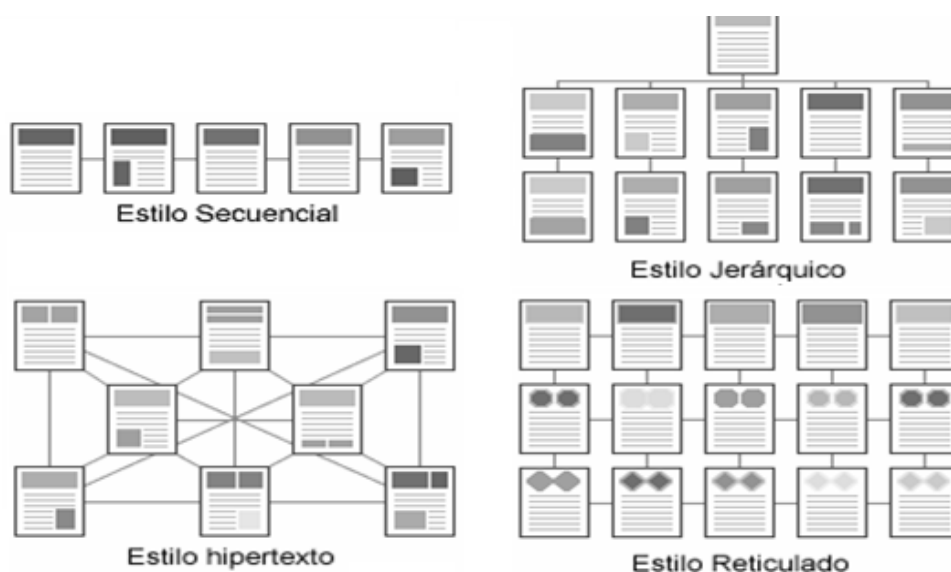 Estilo Secuencial
Estilo Jerárquico
Estilo hipertexto
Estilo Reticulado